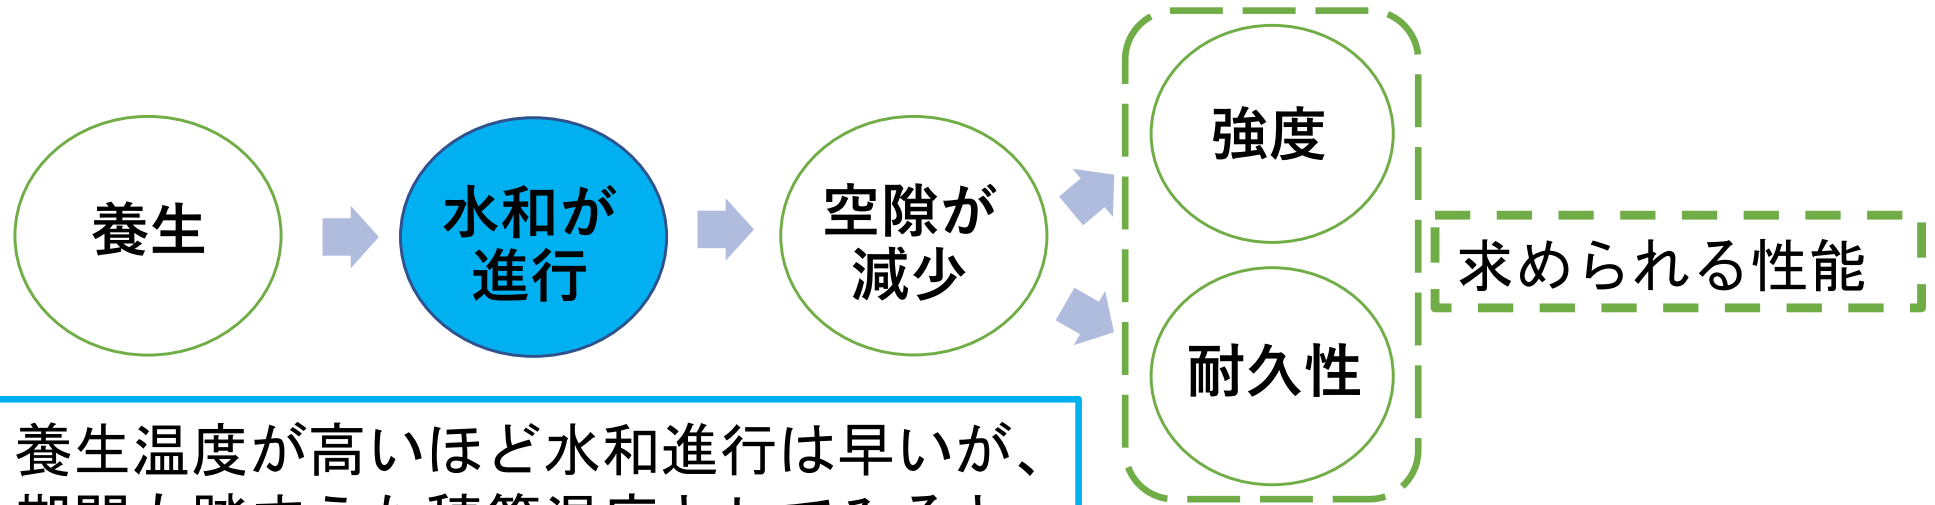 養生
水和が
進行
空隙が
減少
強度
耐久性
求められる性能
養生温度が高いほど水和進行は早いが、